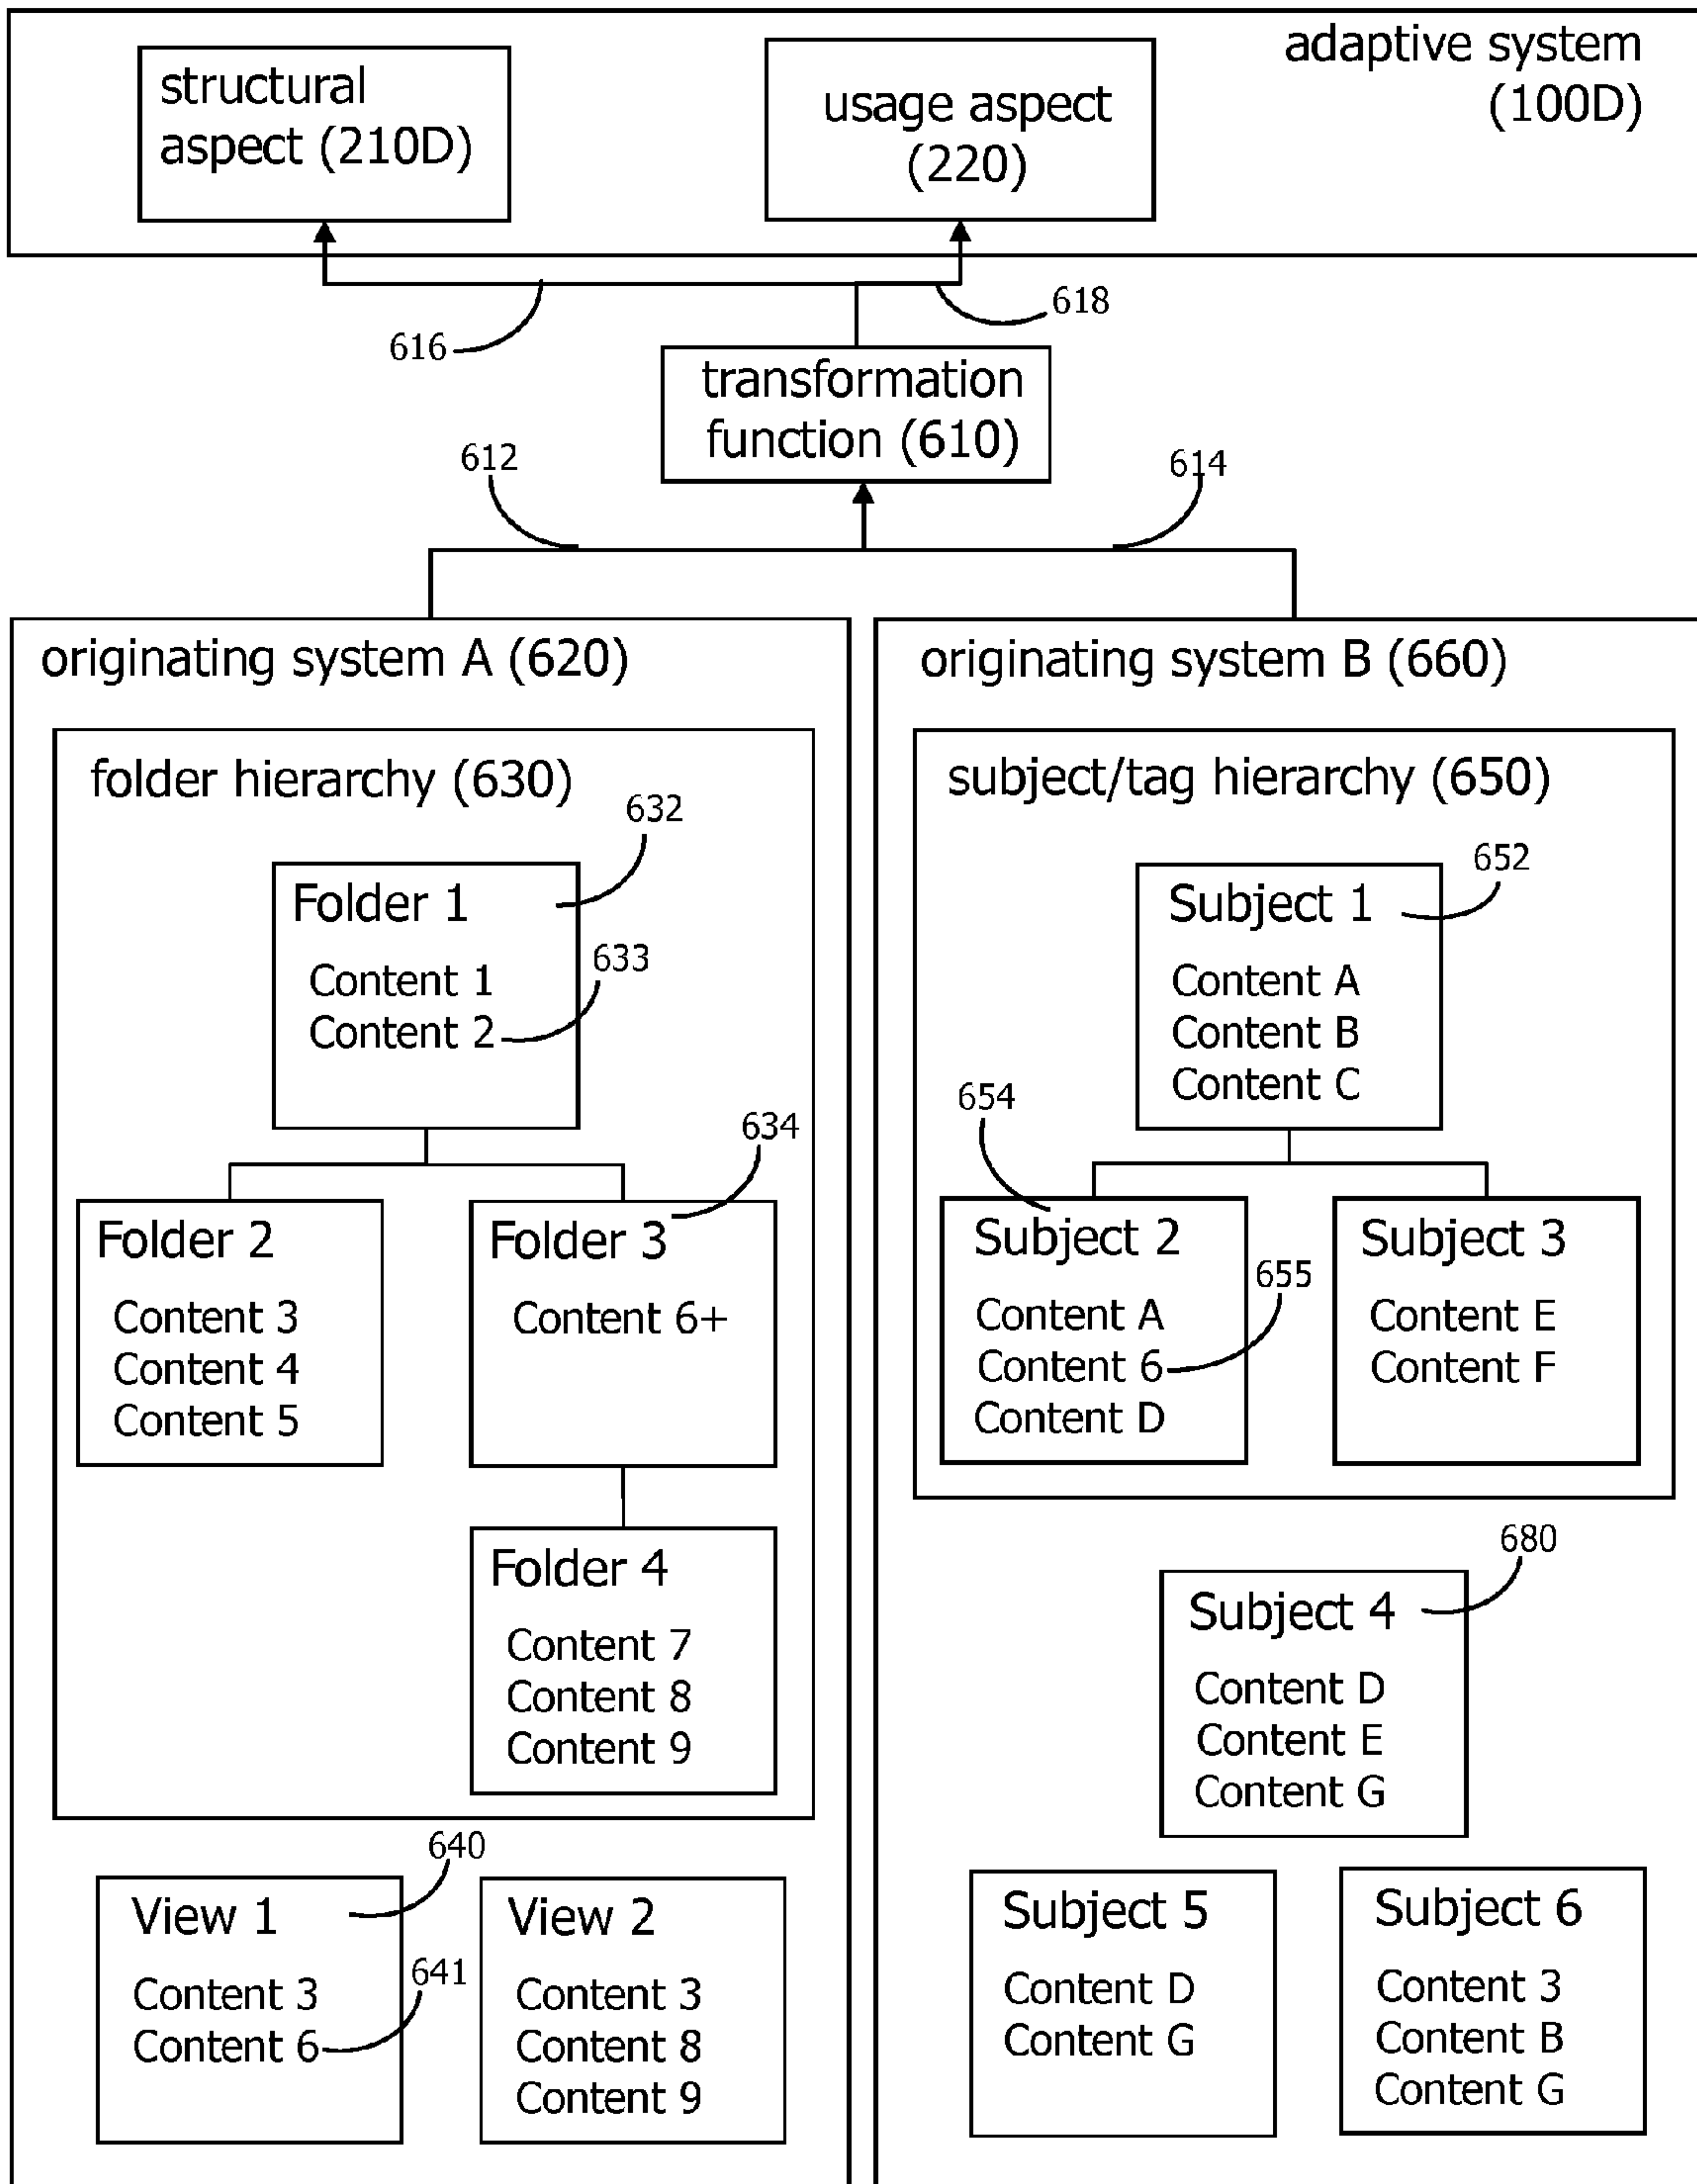 adaptive system
(100D)
structural
aspect (210D)
usage aspect
(220)
616
618
transformation
function (610)
612
614
originating system A (620)
folder hierarchy (630)
632
Folder 1
Content 1
633
Content 2
634
Folder 2
Content 3
Content 4
Content 5
Folder 3
Content 6+
Folder 4
Content 7
Content 8
Content 9
640
View 1
641
Content 3
Content 6
View 2
Content 3
Content 8
Content 9
originating system B (660)
subject/tag hierarchy (650)
652
Subject 1
Content A
Content B
Content C
654
Subject 2
655
Content A
Content 6
Content D
Subject 3
Content E
Content F
680
Subject 4
Content D
Content E
Content G
Subject 5
Content D
Content G
Subject 6
Content 3
Content B
Content G